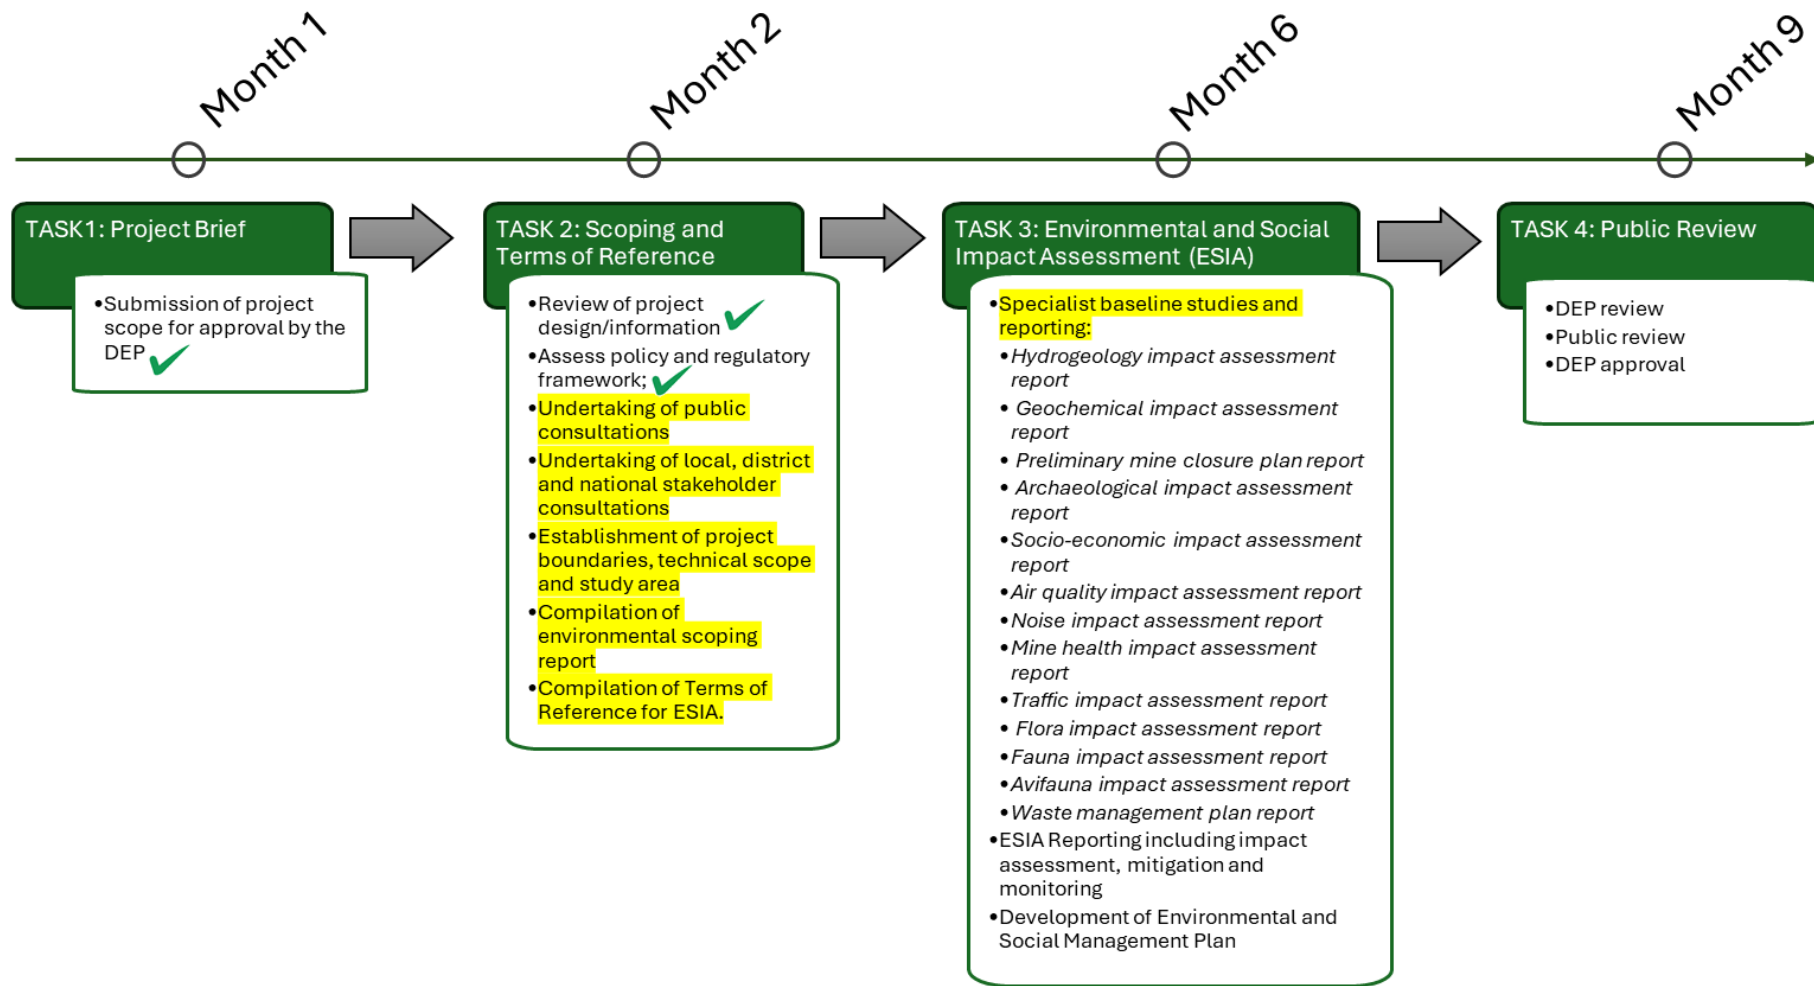 Month 1
Month 2
Month 6
Month 9
TASK1: Project Brief
•Submission of project
scope for approval by the
DEP
TASK 2: Scoping and
Terms of Reference
•Review of project
design/information
•Assess policy and regulatory
framework;
•Undertaking of public
consultations
•Undertaking of local, district
and national stakeholder
consultations
•Establishment of project
boundaries, technical scope
and study area
•Compilation of
environmental scoping
report
•Compilation of Terms of
Reference for ESIA.
TASK 3: Environmental and Social
Impact Assessment (ESIA)
•Specialist baseline studies and
reporting:
•Hydrogeology impact assessment
report
• Geochemical impact assessment
report
• Preliminary mine closure plan report
• Archaeological impact assessment
report
•Socio-economic impact assessment
report
•Air quality impact assessment report
•Noise impact assessment report
•Mine health impact assessment
report
•Traffic impact assessment report
• Flora impact assessment report
•Fauna impact assessment report
•Avifauna impact assessment report
•Waste management plan report
•ESIA Reporting including impact
assessment, mitigation and
monitoring
•Development of Environmental and
Social Management Plan
TASK 4: Public Review
•DEP review
•Public review
•DEP approval